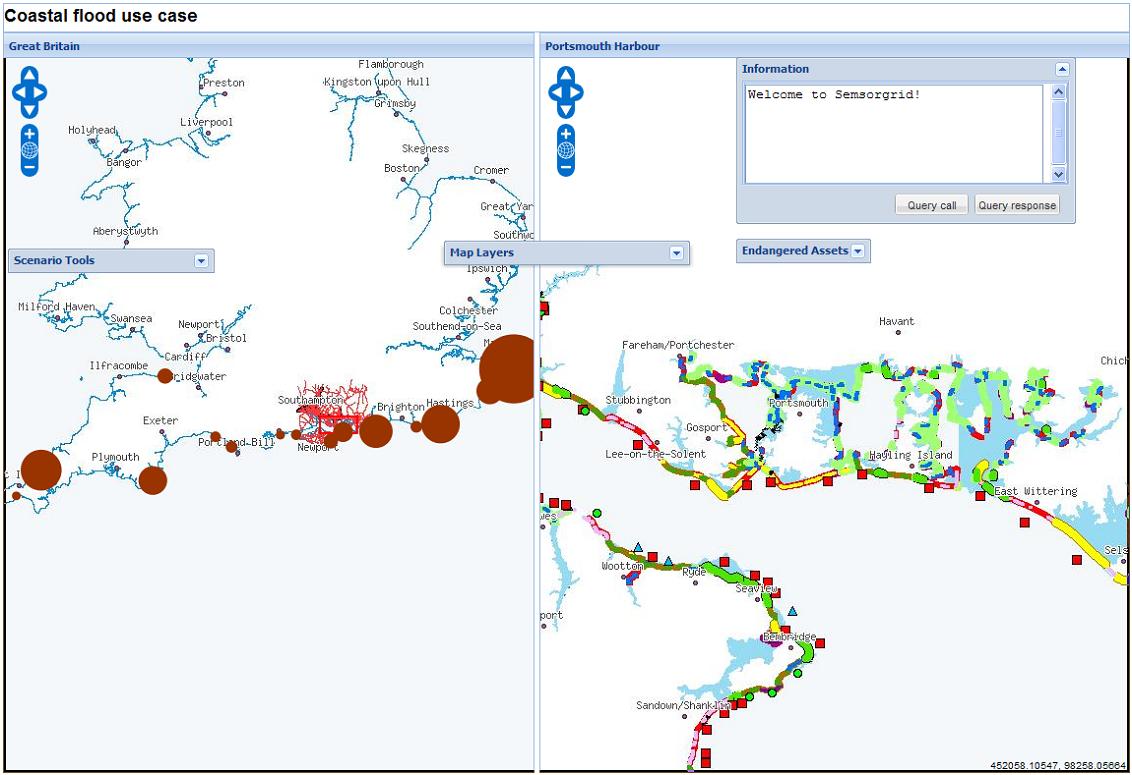 Coastal flood use case
Great Britain
Flamborough
Kingston upon Hull
Preston
Grimsby
Liverpool
Holyhead
Skegness
Bangor
Boston
Cromer
Great Yar
Aberystwyth
Southwo
Scenario Tools
Map Layers
Ipswich
Milford Haven
Colchester
Swansea
Newport
Southend-on-Sea
Bristol
Cardiff
Ilfracombe
ridgwater
Southampton
Brighton
Hastings
Exeter
Portland Bill
Newport
Plymouth
Portsmouth Harbour
Information
Welcome to Semsorgrid!
Query call
Query response
Endangered Assets
Havant
Fareham/Portchester
Chich
Stubbington
Portsmouth
Gosport
Lee-on-the-Solent
Hayling Island
East Wittering
wes
Sels
Wootton
Ryde
Seaview
port
Bembridge
Sandown/Shanklin
452058.10547, 98258.05664